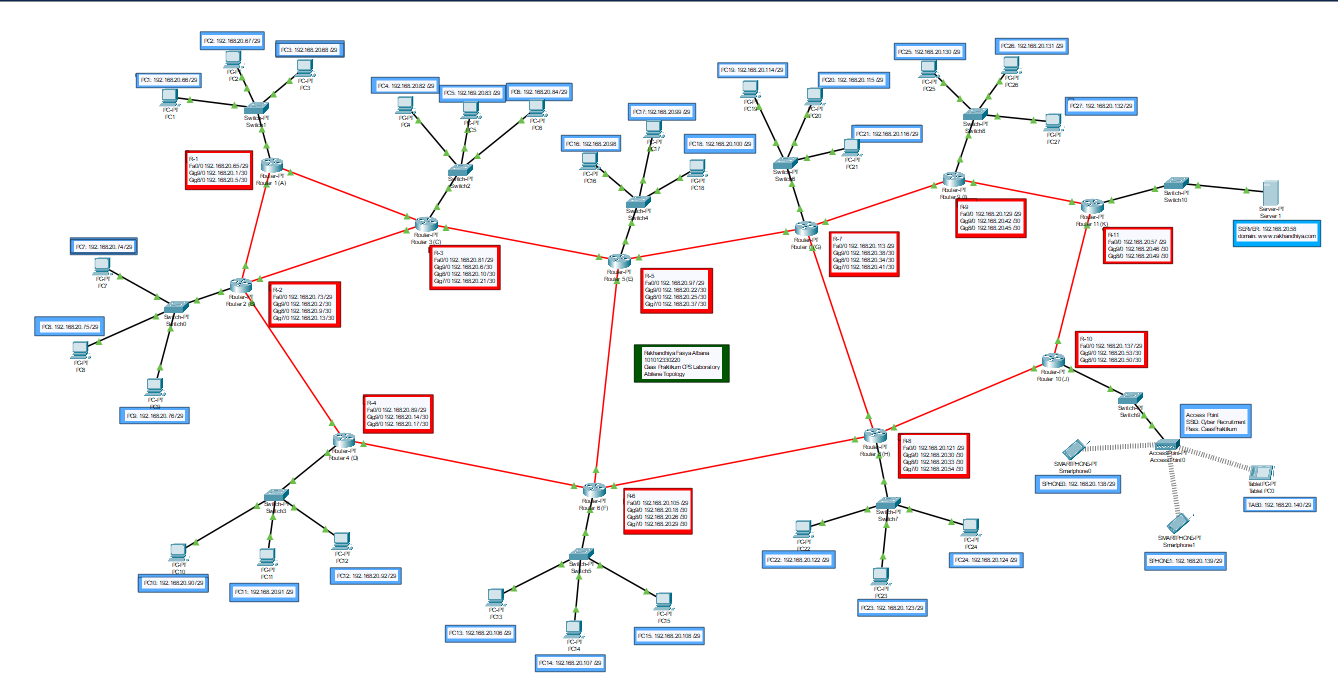 PC2: 192.168.20.67/29
PC3: 192.168.20.68 /29
PC1: 192.168.20.66/29
PC-PT
PC2
PC-PT
PC3
PC-PT
PC1
Switch-PT
Switch1
R-1
Fa0/0 192.168.20.65/29
Gig9/0 192.168.20.1/30
Gig8/0 192.168.20.5/30
Router-PT
Router 1 (A)
PC4: 192.168.20.82 /29
PC5: 192.169.20.83 /29
PC6: 192.168.20.84/29
PC-PT
PC4
PC-PT
PC5
PC-PT
PC6
Switch-PT
Switch2
Router-PT
Router 3 (C)
R-3
Fa0/0 192.168.20.81/29
Gig9/0 192.168.20.6/30
Gig8/0 192.168.20.10/30
Gig7/0 192.168.20.21/30
PC16: 192.168.20.98
PC17: 192.168.20.99 /29
PC18: 192.168.20.100 /29
PC-PT
PC16
PC-PT
PC17
PC-PT
PC18
Switch-PT
Switch4
Router-PT
Router 5 (E)
R-5
Fa0/0 192.168.20.97/29
Gig9/0 192.168.20.22/30
Gig8/0 192.168.20.25/30
Gig7/0 192.168.20.37/30
PC19: 192.168.20.114/29
PC20: 192.168.20.115 /29
PC21: 192.168.20.116/29
PC-PT
PC19
PC-PT
PC20
PC-PT
PC21
Switch-PT
Switch6
R-7
Fa0/0 192.168.20.113 /29
Gig9/0 192.168.20.38/30
Gig8/0 192.168.20.34/30
Gig7/0 192.168.20.41/30
PC25: 192.168.20.130 /29
PC26: 192.168.20.131 /29
PC27: 192.168.20.132/29
PC-PT
PC25
PC-PT
PC26
PC-PT
PC27
Switch-PT
Switch8
R-9
Fa0/0 192.168.20.129 /29
Gig9/0 192.168.20.42/30
Gig8/0 192.168.20.45/30
Switch-PT
Switch10
Server-PT
Server 1
SERVER: 192.168.20.58
domain: www.rakhandhiya.com
Router-PT
Router 11 (K)
R-11
Fa0/0 192.168.20.57 /29
Gig9/0 192.168.20.46 /30
Gig8/0 192.168.20.49 /30
PC7: 192.168.20.74/29
PC-PT
PC7
PC8: 192.168.20.75/29
PC-PT
PC8
PC9: 192.168.20.76/29
PC-PT
PC9
Switch-PT
Switch0
R-2
Fa0/0 192.168.20.73/29
Gig9/0 192.168.20.2/30
Gig8/0 192.168.20.9/30
Gig7/0 192.168.20.13/30
Rakhandhiya Fasya Albana
101012330220
Qass Praktikum CPS Laboratory
Abilene Topology
R-10
Fa0/0 192.168.20.137/29
Gig9/0 192.168.20.53/30
Gig8/0 192.168.20.50/30
Router-PT
Router 10 (J)
R-4
Fa0/0 192.168.20.89/29
Gig9/0 192.168.20.14/30
Gig8/0 192.168.20.17/30
Router-PT
Router 4 (D)
Switch-PT
Switch3
PC-PT
PC10
PC-PT
PC11
PC-PT
PC12
PC10: 192.168.20.90/29
PC11: 192.168.20.91 /29
PC12: 192.168.20.92/29
Router-PT
Router 6 (F)
R-6
Fa0/0 192.168.20.105 /29
Gig9/0 192.168.20.18 /30
Gig8/0 192.168.20.26 /30
Gig7/0 192.168.20.29 /30
Switch-PT
Switch5
PC-PT
PC13
PC-PT
PC14
PC-PT
PC15
PC13: 192.168.20.106 /29
PC14: 192.168.20.107 /29
PC15: 192.168.20.108 /29
R-8
Fa0/0 192.168.20.121 /29
Gig9/0 192.168.20.30 /30
Gig8/0 192.168.20.33 /30
Gig7/0 192.168.20.54 /30
Switch-PT
Switch7
PC-PT
PC22
PC-PT
PC23
PC-PT
PC24
PC22: 192.168.20.122 /29
PC23: 192.168.20.123/29
PC24: 192.168.20.124 /29
Switch-PT
Switch9
Access Point
SSID: Cyber Recruitment
Pass: QassPraktikum
AccessPoint-PT
AccessPoint0
SMARTPHONE-PT
Smartphone0
SPHONE0: 192.168.20.138/29
TabletPC-PT
Tablet PC0
TAB0: 192.168.20.140/29
SMARTPHONE-PT
Smartphone1
SPHONE1: 192.168.20.139/29